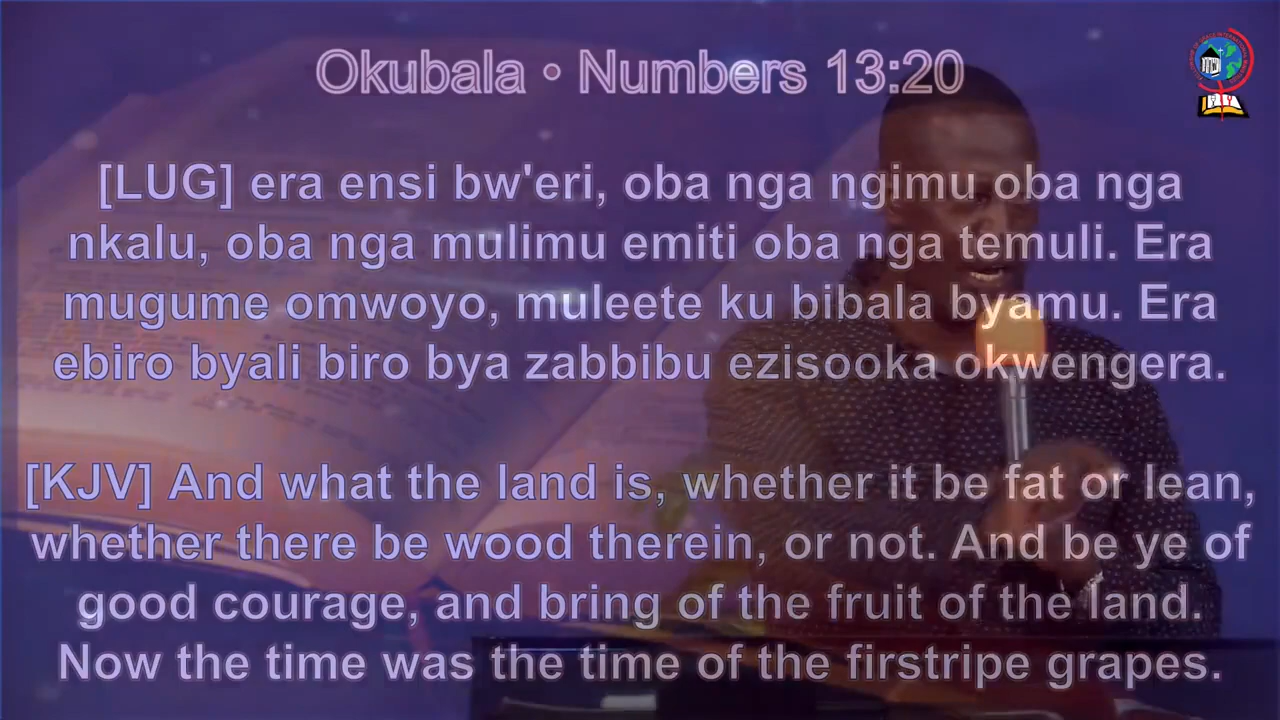 Okubala • Numbers 13:20
[LUG] era ensi bw'eri, oba nga ngimu oba nga
nkalu, oba nga mulimu emiti oba nga temuli. Era
mugume omwoyo, muleete ku bibala byamu. Era
ebiro byali biro bya zabbibu ezisooka okwengera.
[KJV] And what the land is, whether it be fat or lean,
whether there be wood therein, or not. And be ye of
good courage, and bring of the fruit of the land.
Now the time was the time of the firstripe grapes.